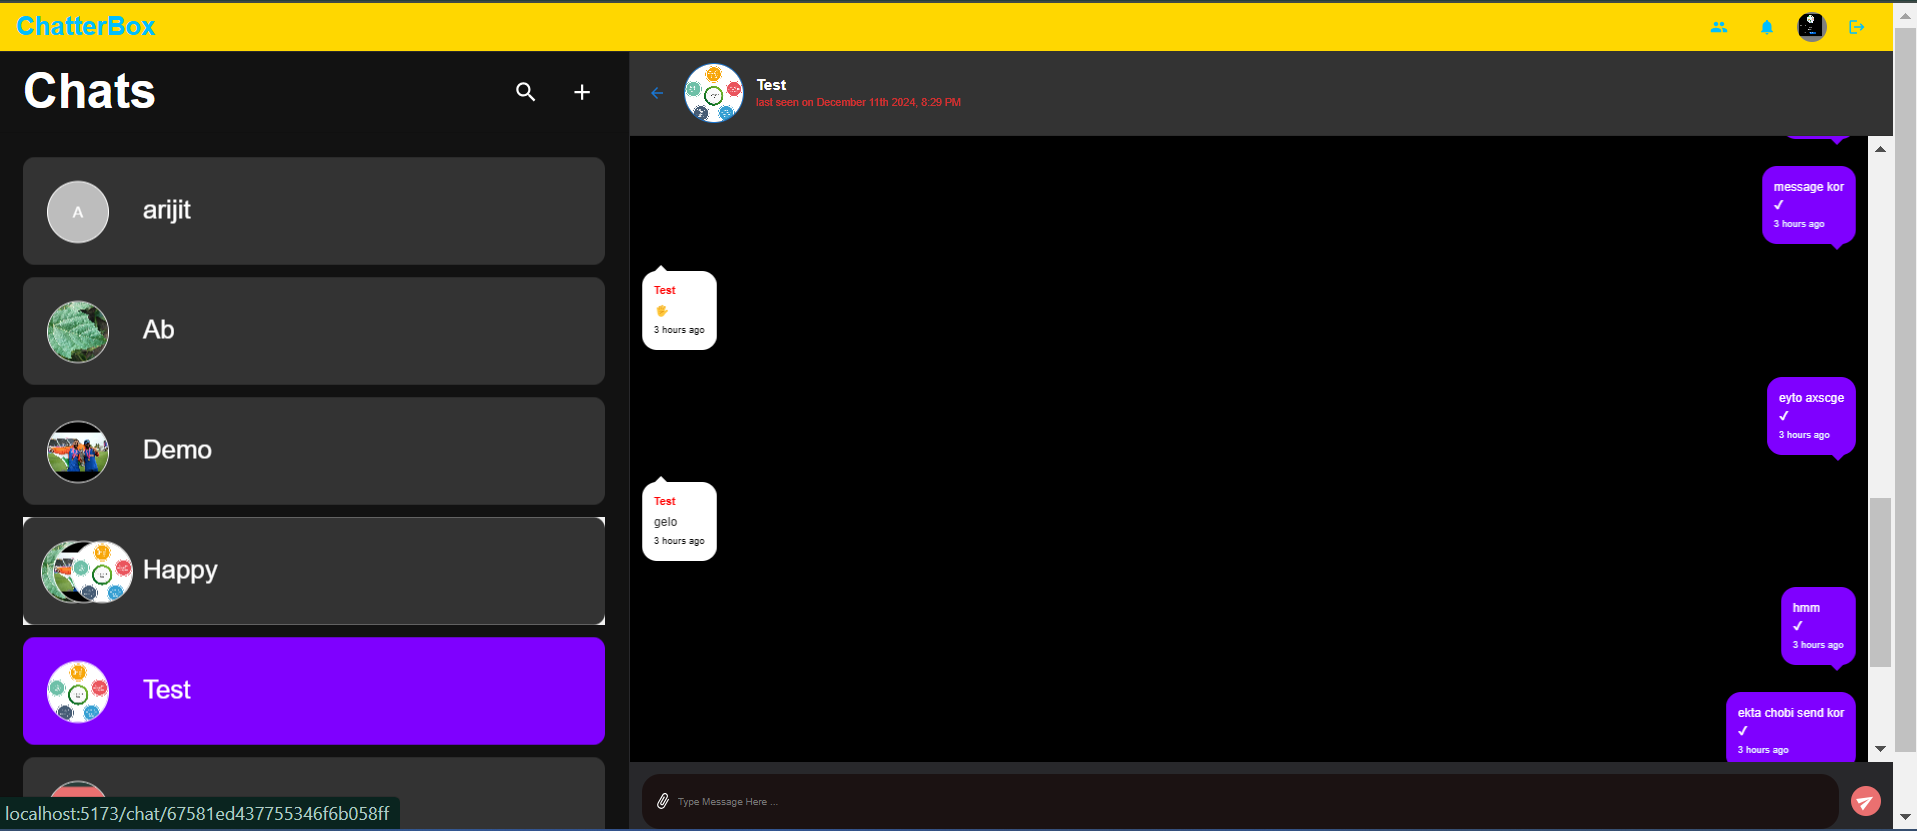 ChatterBox
Chats
A
arijit
Ab
Demo
Happy
Test
localhost:5173/chat/67581ed437755346f6b058ff
Test
last seen on December 11th 2024, 8:29 PM
message kor
✓
3 hours ago
Test
🖐
3 hours ago
eyto axscge
✓
3 hours ago
Test
gelo
3 hours ago
hmm
✓
3 hours ago
ekta chobi send kor
✓
3 hours ago
Type Message Here ...